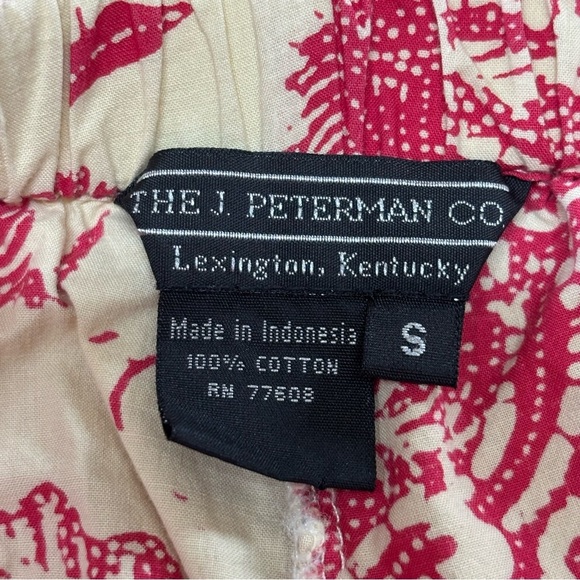 THE J. PETERMAN CO
Lexington, Kentucky
Made in Indonesia
100% COTTON
RN 77608
S